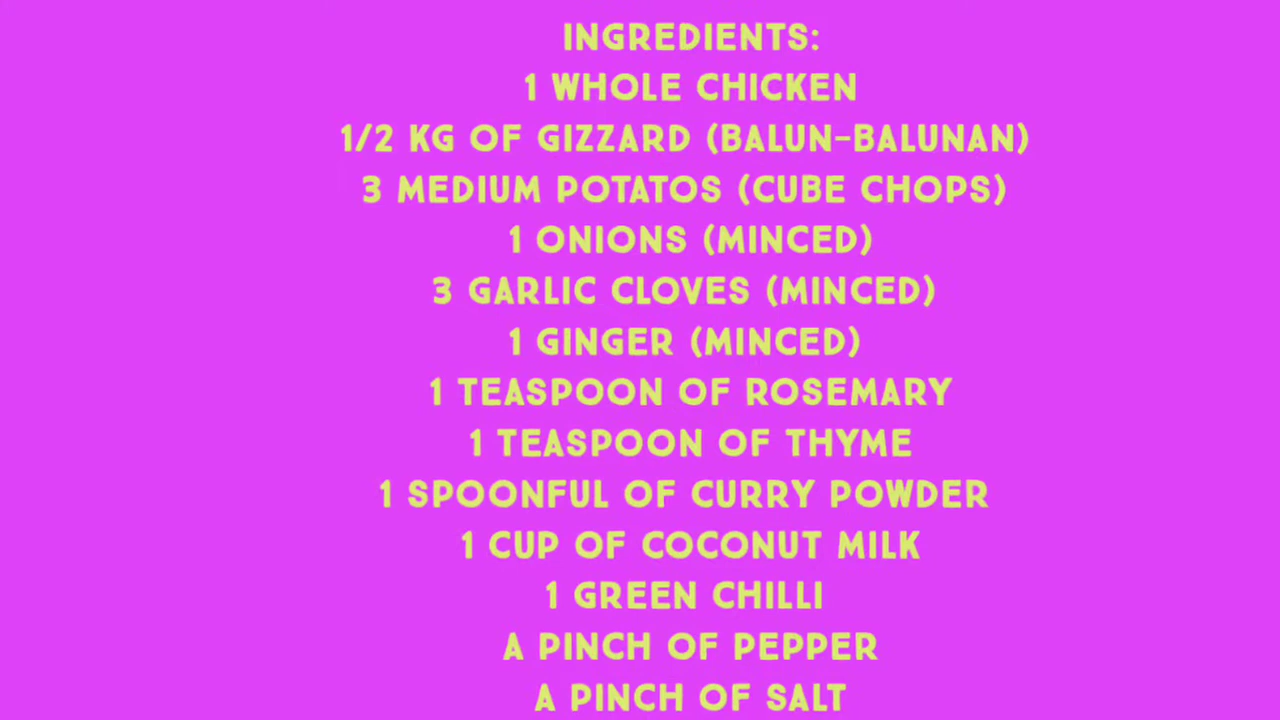 INGREDIENTS:
1 WHOLE CHICKEN
1/2 KG OF GIZZARD (BALUN-BALUNAN)
3 MEDIUM POTATOS (CUBE CHOPS)
1 ONIONS (MINCED)
3 GARLIC CLOVES (MINCED)
1 GINGER (MINCED)
1 TEASPOON OF ROSEMARY
1 TEASPOON OF THYME
1 SPOONFUL OF CURRY POWDER
1 CUP OF COCONUT MILK
1 GREEN CHILLI
A PINCH OF PEPPER
A PINCH OF SALT